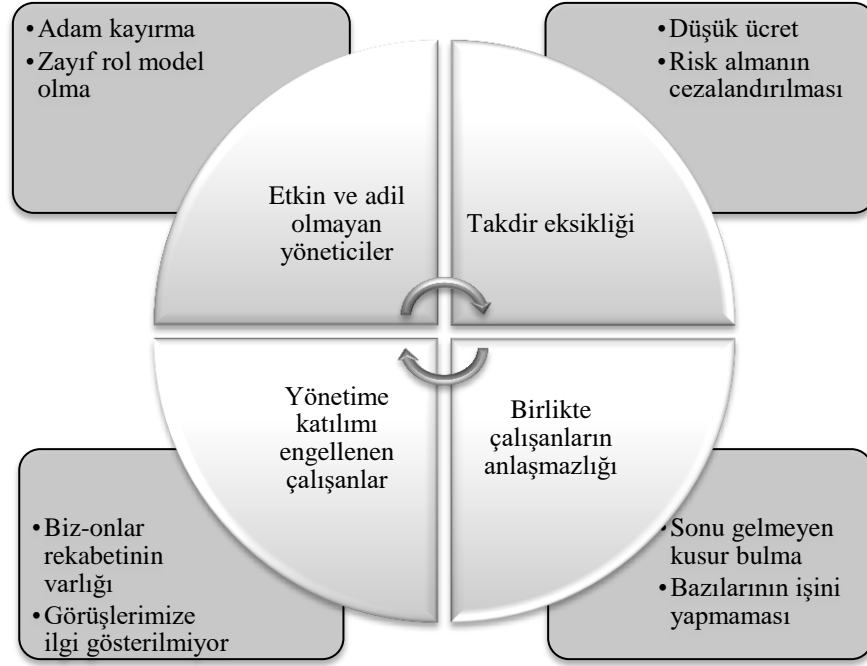 •Adam kayırma
•Zayıf rol model
olma
•Düşük ücret
•Risk almanın
cezalandırılması
Etkin ve adil
olmayan
yöneticiler
Takdir eksikliği
Yönetime
katılımı
engellenen
çalışanlar
Birlikte
çalışanların
anlaşmazlığı
•Biz-onlar
rekabetinin
varlığı
•Görüşlerimize
ilgi gösterilmiyor
•Sonu gelmeyen
kusur bulma
•Bazılarının işini
yapmaması